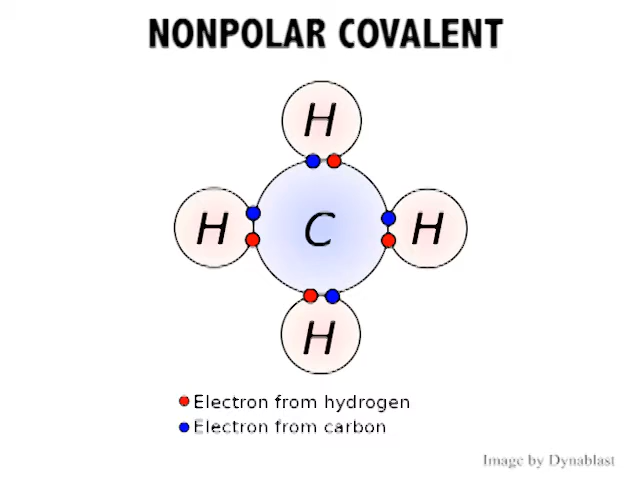 NONPOLAR COVALENT
H
H
C
H
H
Electron from hydrogen
Electron from carbon
Image by Dynablast